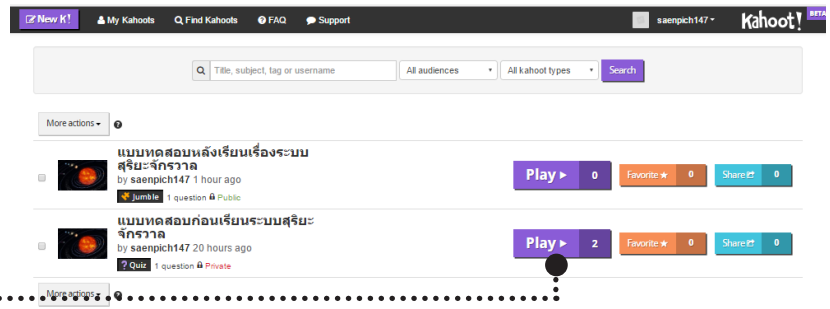 New K! My Kahoots Find Kahoots FAQ Support saenpich147 Kahoot! BETA
Title, subject, tag or username All audiences All kahoot types Search
More actions
แบบทดสอบหลังเรียนเรื่องระบบ
สุริยะจักรวาล
by saenpich147 1 hour ago
Jumble 1 question Public
Play 0 Favorite 0 Share 0
แบบทดสอบก่อนเรียนระบบสุริยะ
จักรวาล
by saenpich147 20 hours ago
Quiz 1 question Private
Play 2 Favorite 0 Share 0
More actions